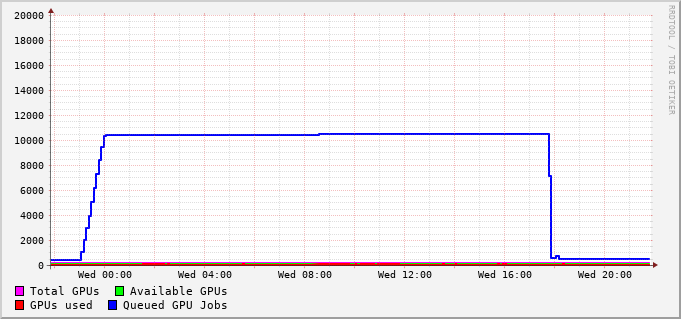 20000
18000
16000
14000
12000
10000
8000
6000
4000
2000
0
Wed 00:00 Wed 04:00 Wed 08:00 Wed 12:00 Wed 16:00 Wed 20:00
Total GPUs Available GPUs
GPUs used Queued GPU Jobs
RRDTOOL / TOBI OETIKER